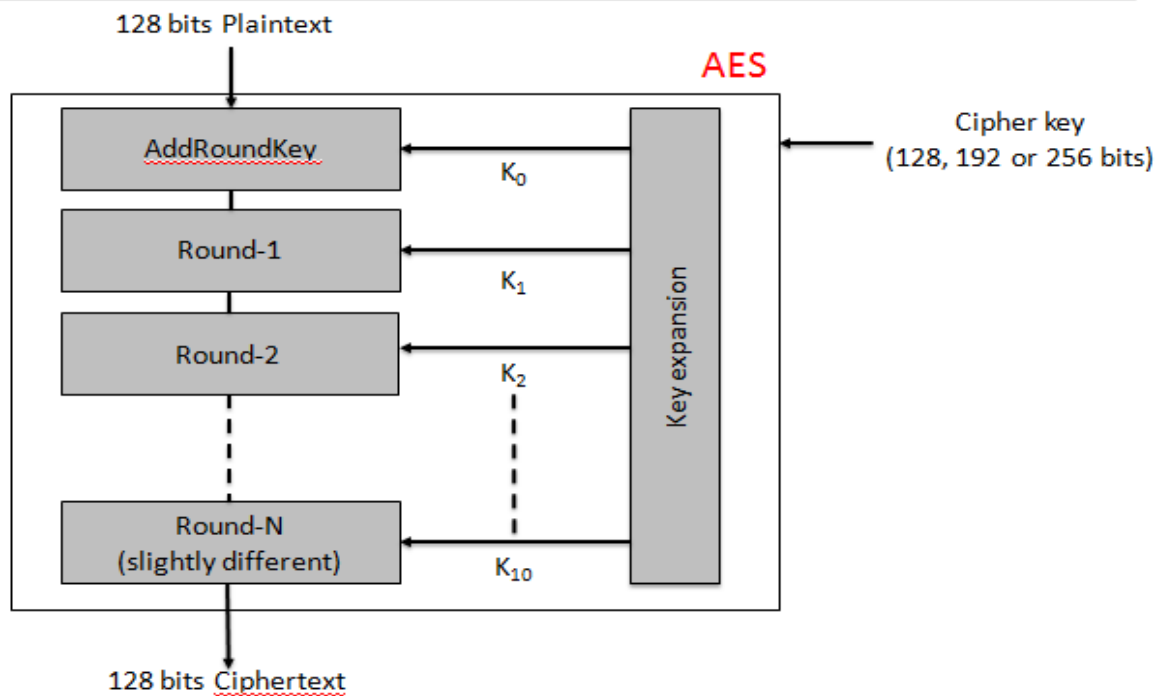 128 bits Plaintext
AES
AddRoundKey
Cipher key
(128, 192 or 256 bits)
K₀
Round-1
K₁
Key expansion
Round-2
K₂
Round-N
(slightly different)
K₁₀
128 bits Ciphertext